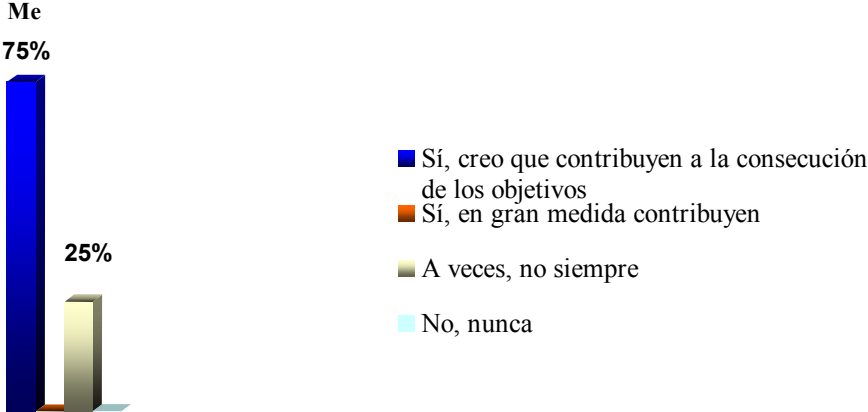 Me
75%
25%
Sí, creo que contribuyen a la consecución
de los objetivos
Sí, en gran medida contribuyen
A veces, no siempre
No, nunca